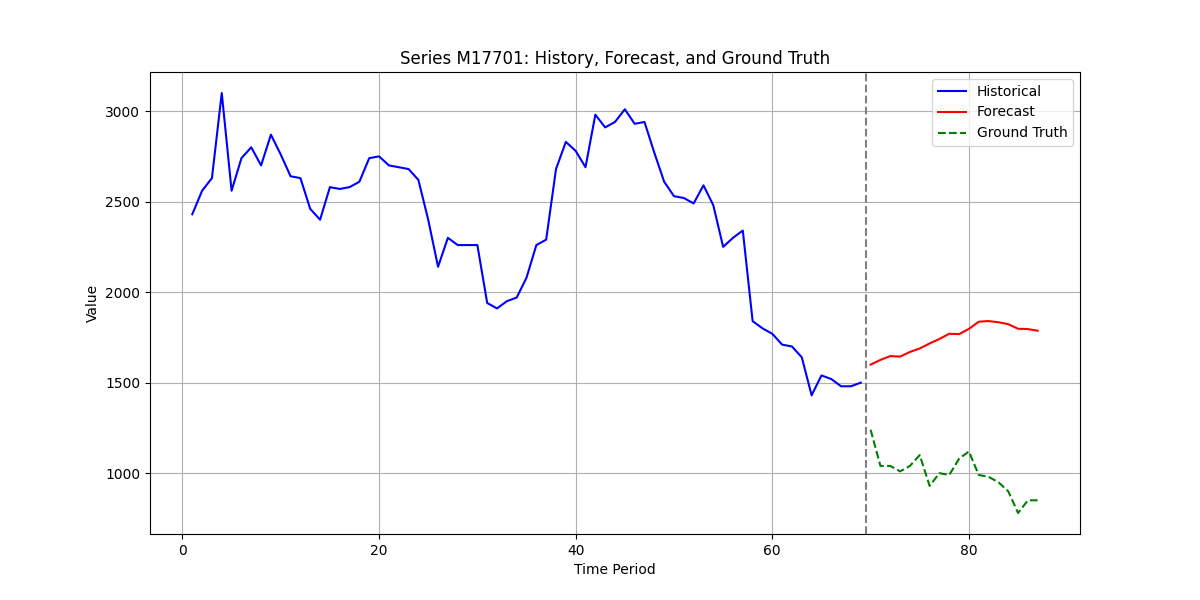 Series M17701: History, Forecast, and Ground Truth
Historical
Forecast
Ground Truth
Value
3000
2500
2000
1500
1000
0 20 40 60 80
Time Period